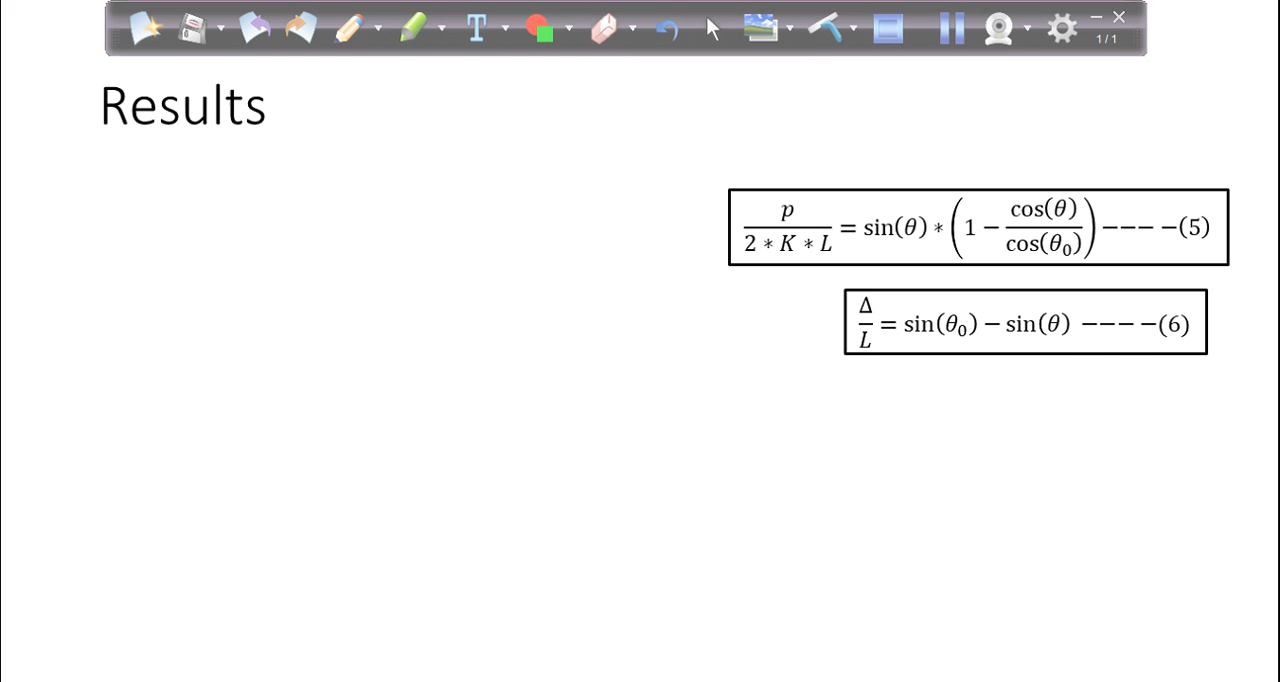 1/1
Results
p / 2 ∗ K ∗ L = sin(θ) ∗ (1 − cos(θ) / cos(θ₀)) −−−− −(5)
Δ / L = sin(θ₀) − sin(θ) −−−− −(6)